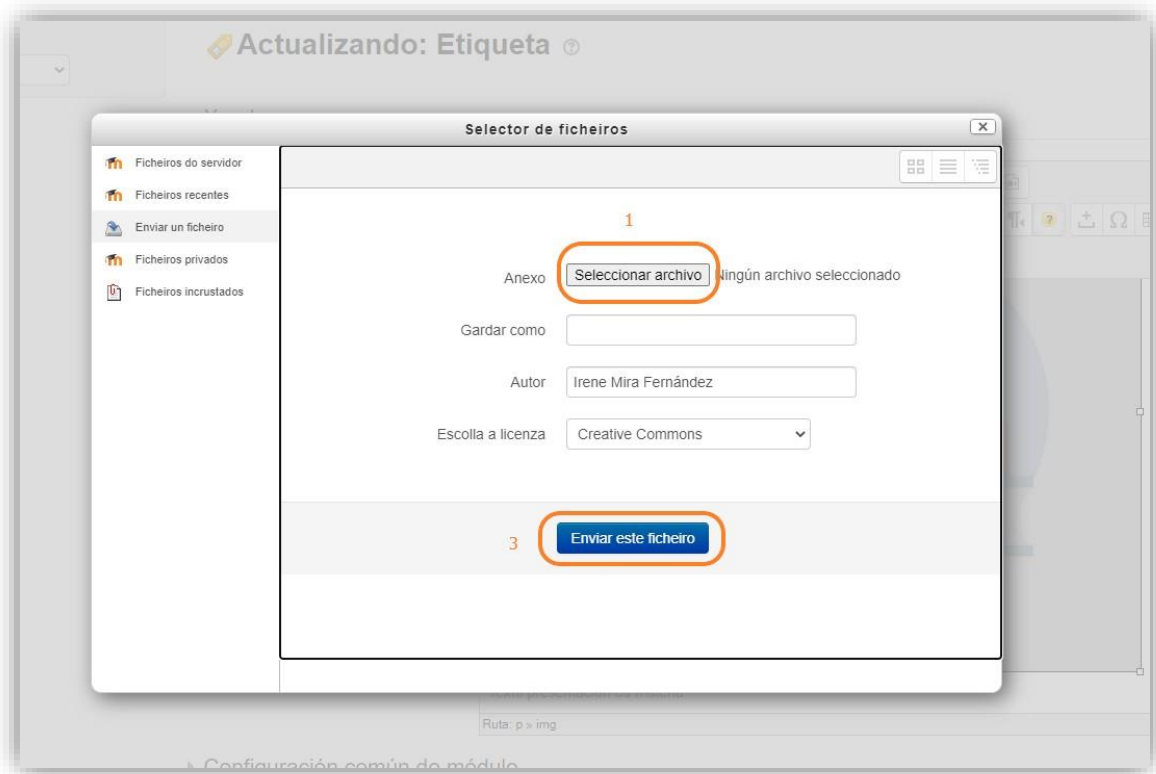 Actualizando: Etiqueta
Selector de ficheiros
Ficheiros do servidor
Ficheiros recentes
Enviar un ficheiro
Ficheiros privados
Ficheiros incrustados
1
Anexo Seleccionar archivo Ningún archivo seleccionado
Gardar como
Autor Irene Mira Fernández
Escolla a licenza Creative Commons
3 Enviar este ficheiro
Ruta: p » img
Configuración común do módulo